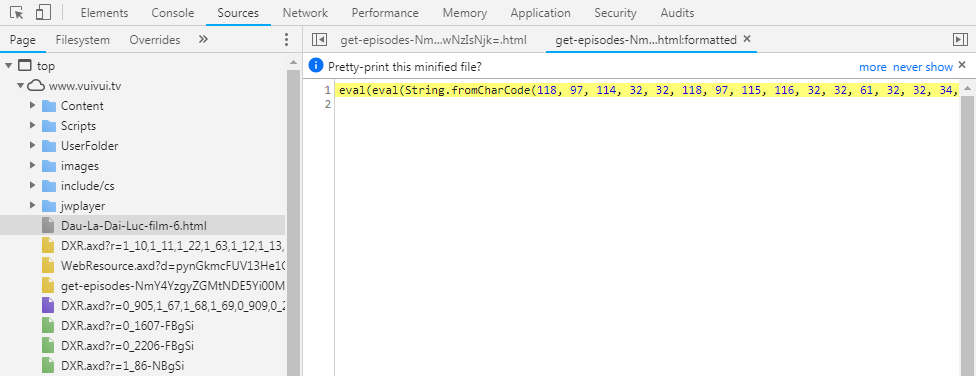 Elements Console Sources Network Performance Memory Application Security Audits
Page Overrides »
get-episodes-Nm…wNzIsNjk=.html get-episodes-Nm…html:formatted ×
Pretty-print this minified file? more never show ×
top
www.vuivui.tv
Content
Scripts
UserFolder
images
include/cs
jwplayer
Dau-La-Dai-Luc-film-6.html
DXR.axd?r=1_10,1_11,1_22,1_63,1_12,1_13,
WebResource.axd?d=pynGkmcFUV13He1
get-episodes-NmY4YzgyZGMtNDE5Yi00M
DXR.axd?r=0_905,1_67,1_68,1_69,0_909,0_2
DXR.axd?r=0_1607-FBgSi
DXR.axd?r=0_2206-FBgSi
DXR.axd?r=1_86-NBgSi
1 eval(eval(String.fromCharCode(118, 97, 114, 32, 32, 118, 97, 115, 116, 32, 32, 61, 32, 32, 34,
2